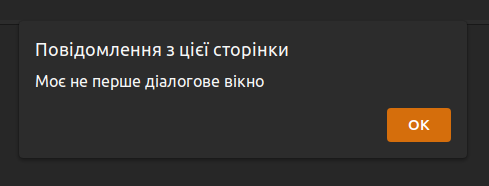 Повідомлення з цієї сторінки
Моє не перше діалогове вікно
OK